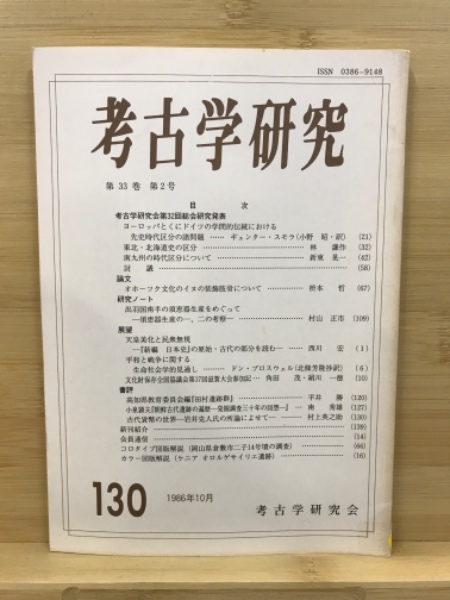 ISSN 0386-9148
考古学研究
第33巻 第2号
目次
考古学研究会第32回総会研究発表
ヨーロッパとくにドイツの学問的伝統における
先史時代区分の諸問題 …… ギュンター・スモラ(小野 昭・訳) (21)
東北・北海道史の区分 …… 林 謙作 (32)
南九州の時代区分について …… 新東晃一 (42)
討議 …… (58)
論文
オホーツク文化のイヌの装飾肢骨について …… 枡本 哲 (67)
研究ノート
出羽国南半の須恵器生産をめぐって
―須恵器生産の一、二の考察― …… 村山正市 (109)
展望
天皇美化と民衆無視
―『新編 日本史』の原始・古代の部分を読む― …… 西川 宏 (1)
平和と戦争に関する
生命社会学的見通し …… ドン・ブロスウェル(北條芳隆抄訳) (6)
文化財保存全国協議会第17回滋賀大会参加記 … 角田 茂・絹川一徳 (10)
書評
高知県教育委員会編『田村遺跡群』 …… 平井 勝 (120)
小泉顕夫『朝鮮古代遺跡の遍歴―発掘調査三十年の回想―』 … 南 秀雄 (127)
古代貨幣の世界―岩井克人氏の所論によせて― …… 村上英之助 (130)
新刊紹介 …… (139)
会員通信 …… (14)
コロタイプ図版解説(岡山県倉敷市二子14号墳の調査) …… (66)
カラー図版解説(ケニア オロルゲサイリエ遺跡) …… (16)
130
1986年10月
考古学研究会